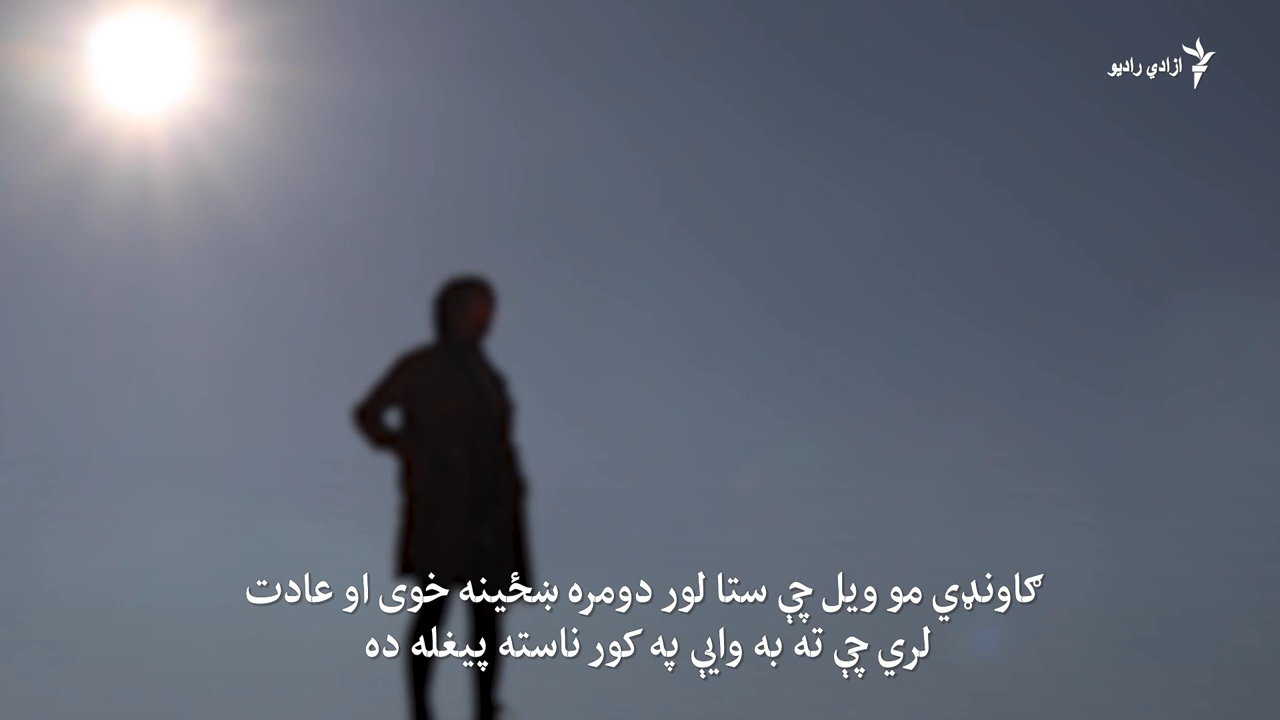 ازادي راديو
ګاونډي مو ويل چې ستا لور دومره ښځينه خوی او عادت
لري چې ته به وايې په کور ناسته پيغله ده